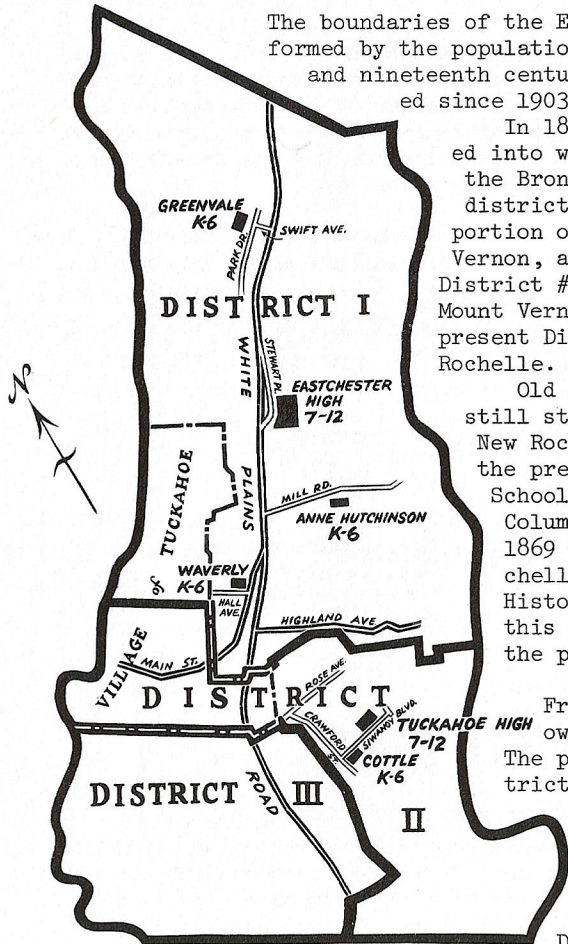 The boundaries of the E
formed by the populatio
and nineteenth centu
ed since 1903
In 18
ed into w
the Bron
district
portion o
Vernon, a
District #
Mount Vern
present Di
Rochelle.
Old
still st
New Roc
the pre
School
Colum
1869
chell
Histo
this
the p
Fr
ow
The p
trict
D
N
GREENVALE
K-6
SWIFT AVE.
PARK DR.
DISTRICT I
STEWART PL.
WHITE PLAINS ROAD
EASTCHESTER
HIGH
7-12
MILL RD.
ANNE HUTCHINSON
K-6
VILLAGE of TUCKAHOE
WAVERLY
K-6
HALL
AVE.
HIGHLAND AVE.
MAIN ST.
DISTRICT II
ROSE AVE.
CRAWFORD
ST.
SIWANOY BLVD.
TUCKAHOE HIGH
7-12
COTTLE
K-6
DISTRICT III